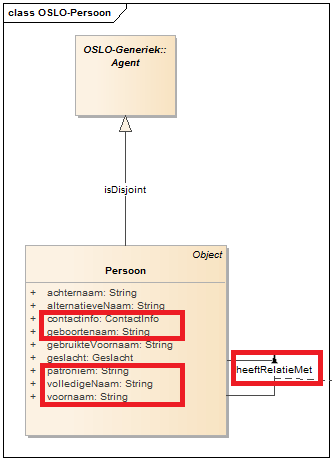 class OSLO-Persoon
OSLO-Generiek::
Agent
isDisjoint
Object
Persoon
+ achternaam: String
+ alternatieveNaam: String
+ contactinfo: ContactInfo
+ geboortenaam: String
+ gebruikteVoornaam: String
+ geslacht: Geslacht
+ patroniem: String
+ volledigeNaam: String
+ voornaam: String
heeftRelatieMet